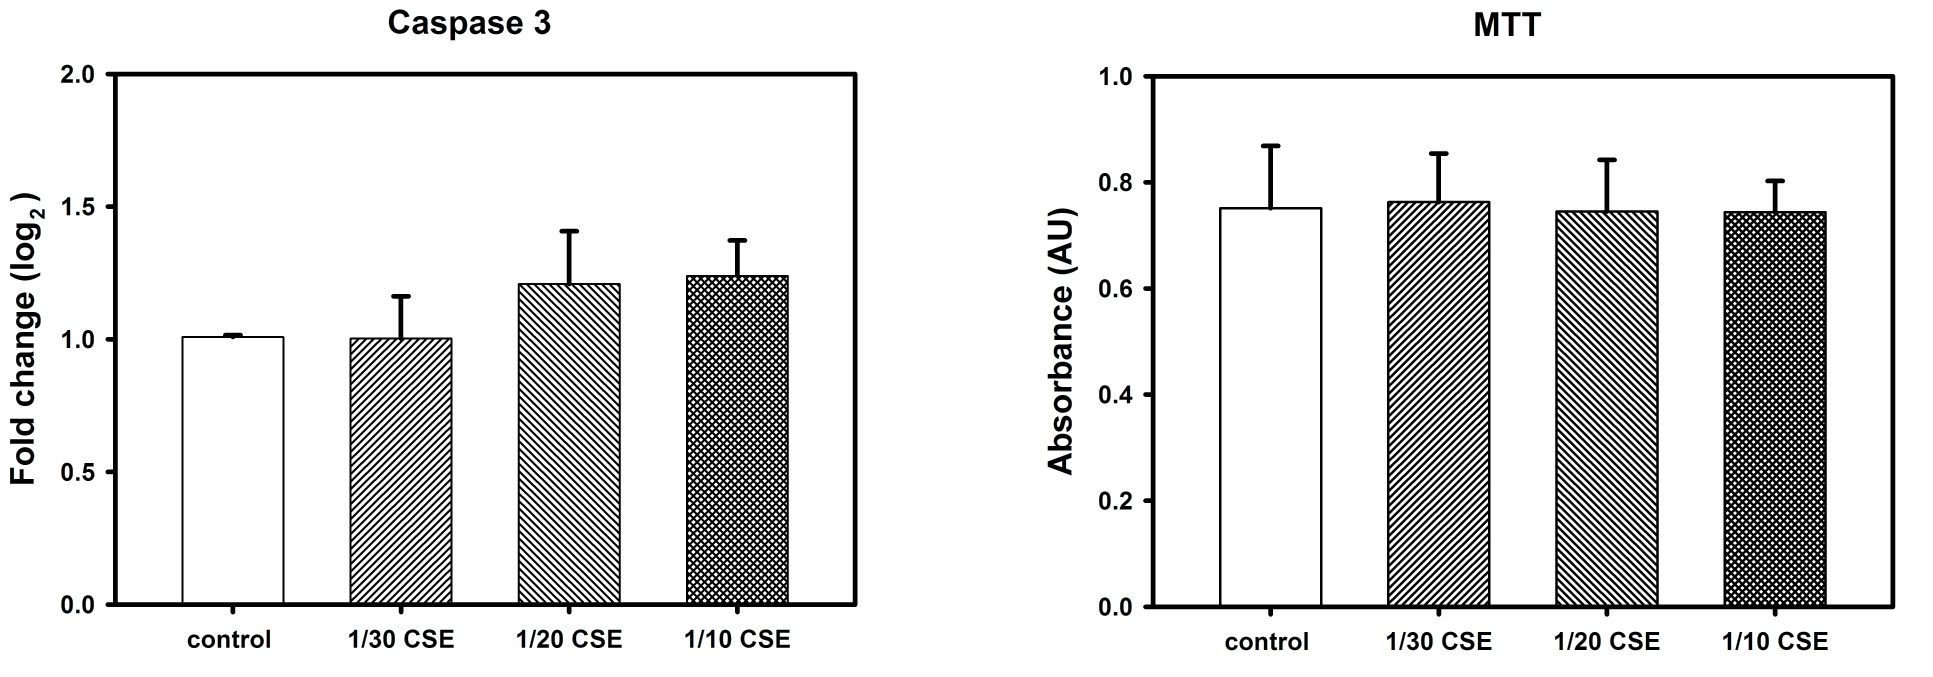 Caspase 3
2.0
1.5
1.0
0.5
0.0
Fold change (log2)
control 1/30 CSE 1/20 CSE 1/10 CSE
MTT
1.0
0.8
0.6
0.4
0.2
0.0
Absorbance (AU)
control 1/30 CSE 1/20 CSE 1/10 CSE